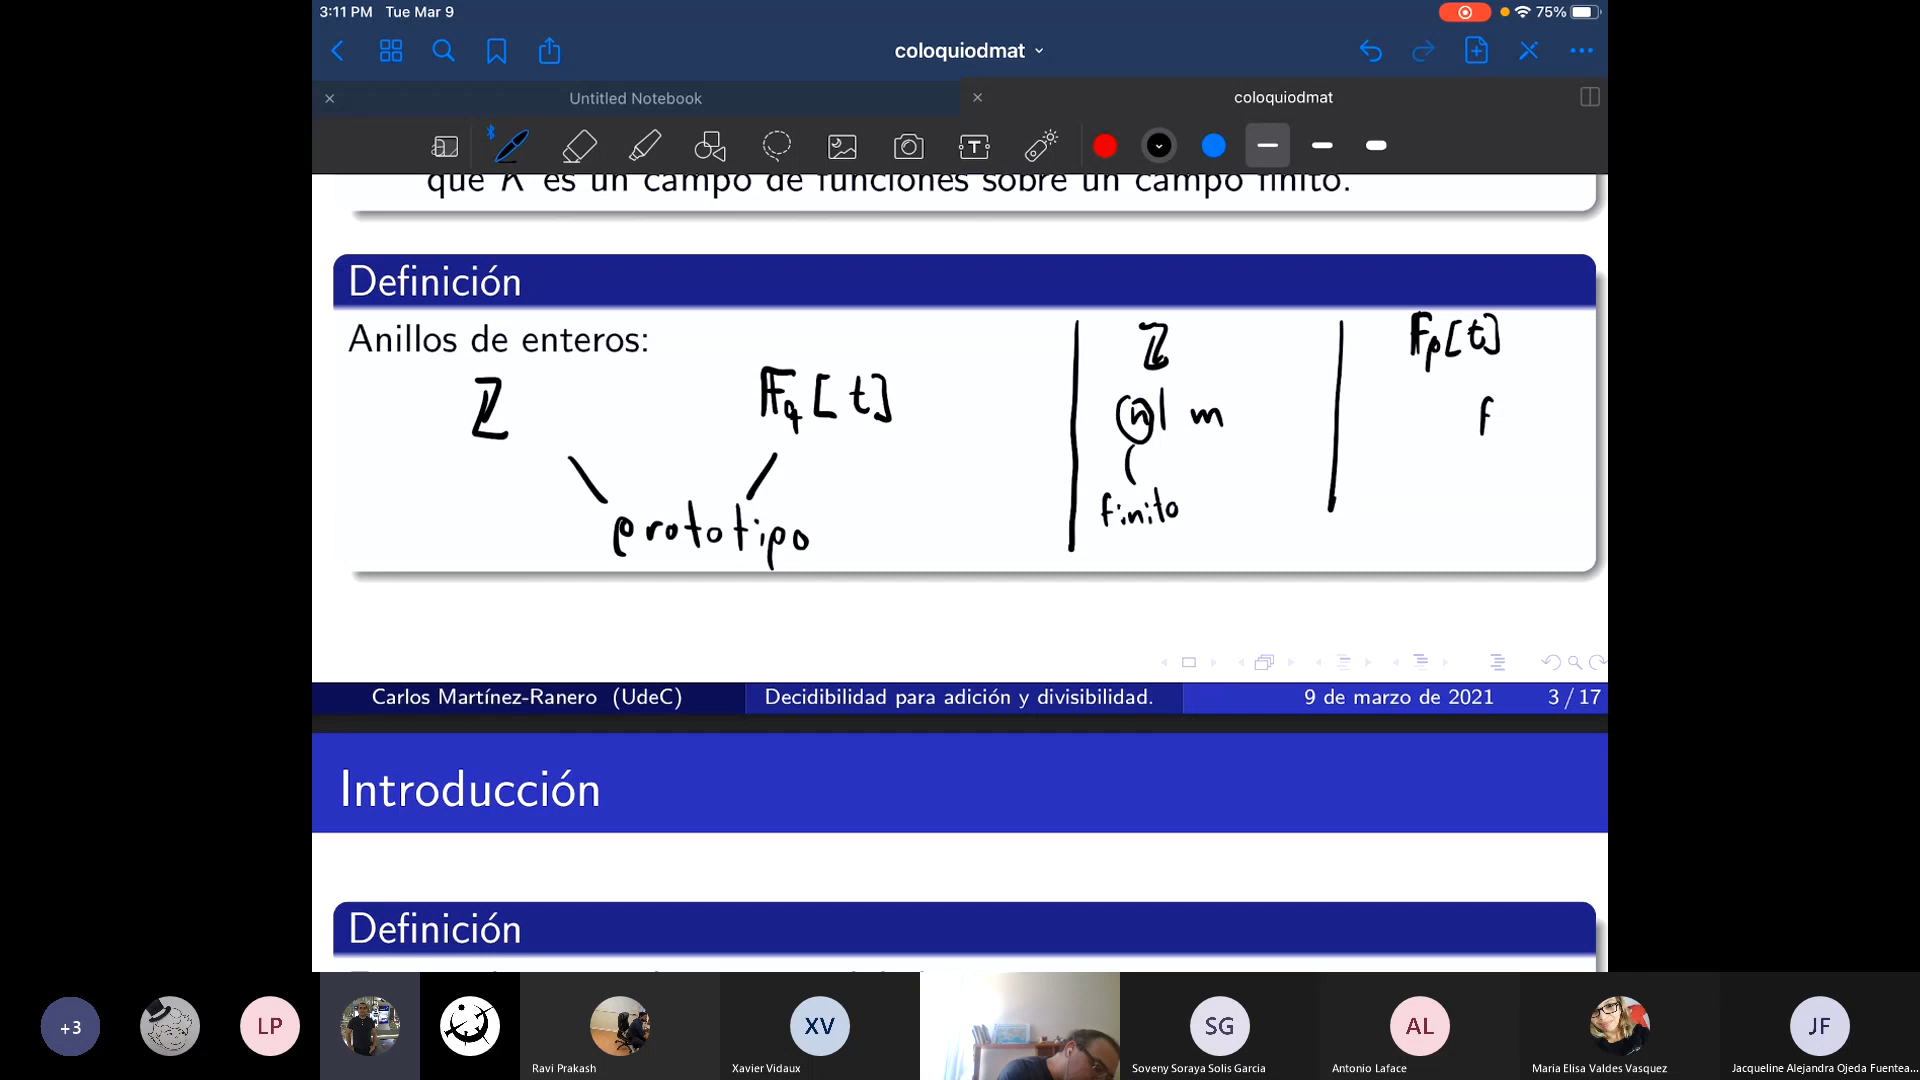 3:11 PM Tue Mar 9
75%
coloquiodmat
Untitled Notebook
coloquiodmat
que K es un campo de funciones sobre un campo finito.
Definición
Anillos de enteros:
ℤ
𝔽q[t]
prototipo
ℤ
n | m
finito
𝔽p[t]
f
Carlos Martínez-Ranero (UdeC)
Decidibilidad para adición y divisibilidad.
9 de marzo de 2021
3 / 17
Introducción
Definición
+3
LP
Ravi Prakash
XV
Xavier Vidaux
SG
Soveny Soraya Solis Garcia
AL
Antonio Laface
Maria Elisa Valdes Vasquez
JF
Jacqueline Alejandra Ojeda Fuentea...